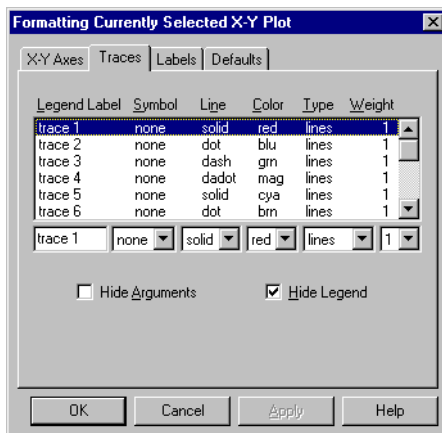 Formatting Currently Selected X-Y Plot
X-Y Axes Traces Labels Defaults
Legend Label Symbol Line Color Type Weight
trace 1 none solid red lines 1
trace 2 none dot blu lines 1
trace 3 none dash grn lines 1
trace 4 none dadot mag lines 1
trace 5 none solid cya lines 1
trace 6 none dot brn lines 1
trace 1 none solid red lines 1
Hide Arguments Hide Legend
OK Cancel Apply Help